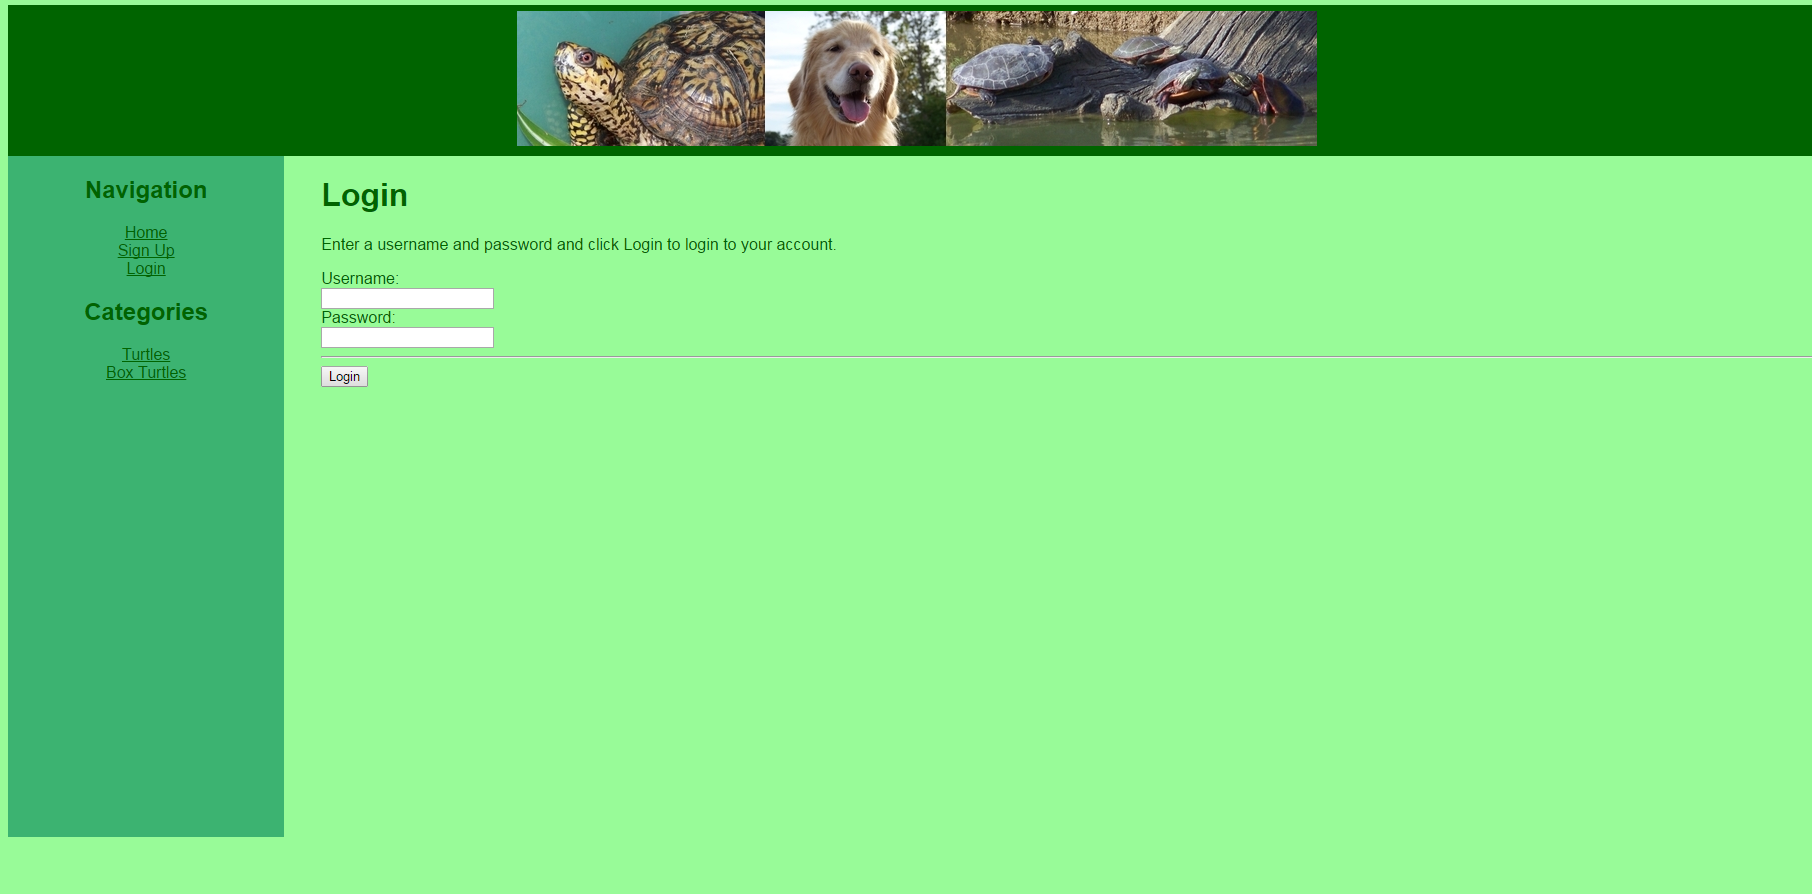 Navigation
Home
Sign Up
Login
Categories
Turtles
Box Turtles
Login
Enter a username and password and click Login to login to your account.
Username:
Password:
Login